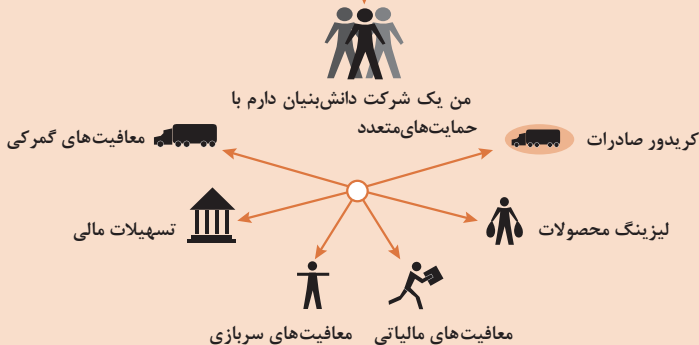 من یک شرکت دانش‌بنیان دارم با
حمایت‌های‌متعدد
کریدور صادرات
معافیت‌های گمرکی
لیزینگ محصولات
تسهیلات مالی
معافیت‌های مالیاتی
معافیت‌های سربازی